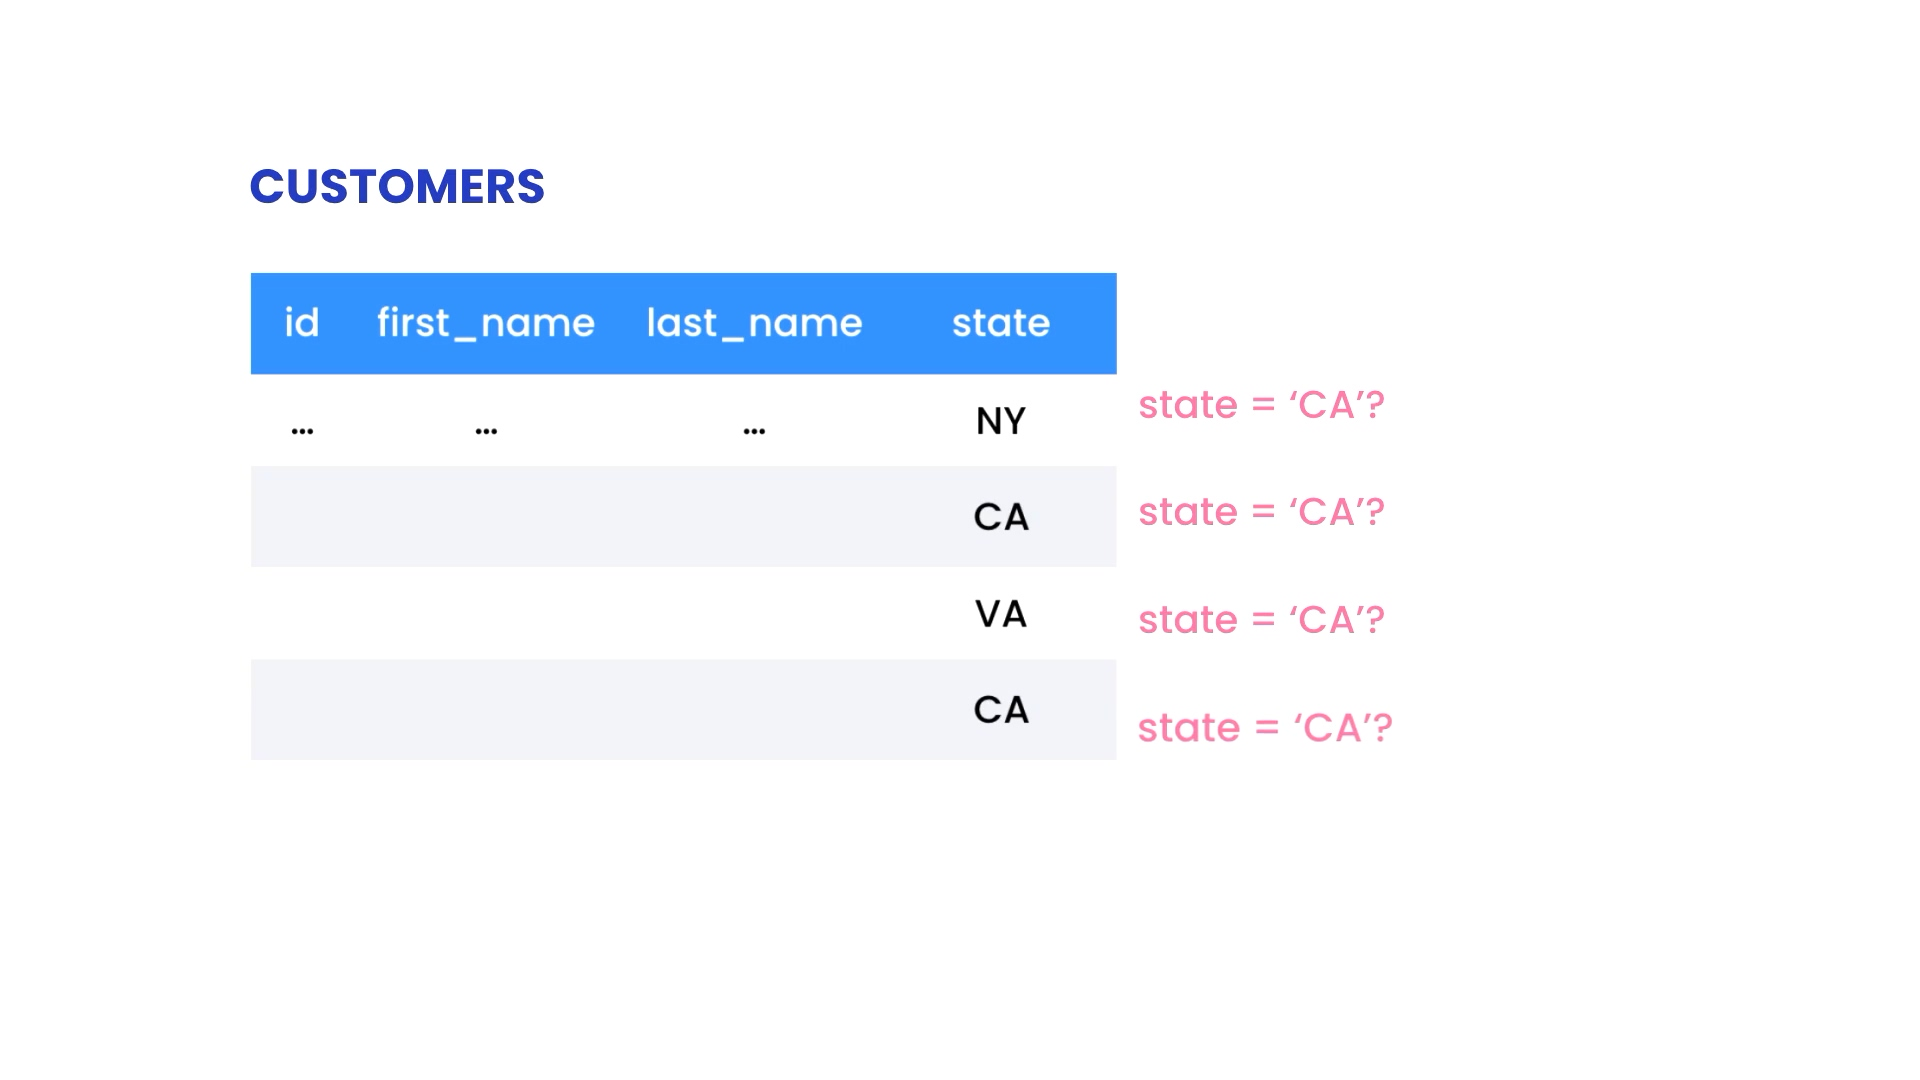 CUSTOMERS
id first_name last_name state
... ... ... NY state = ‘CA’?
CA state = ‘CA’?
VA state = ‘CA’?
CA state = ‘CA’?